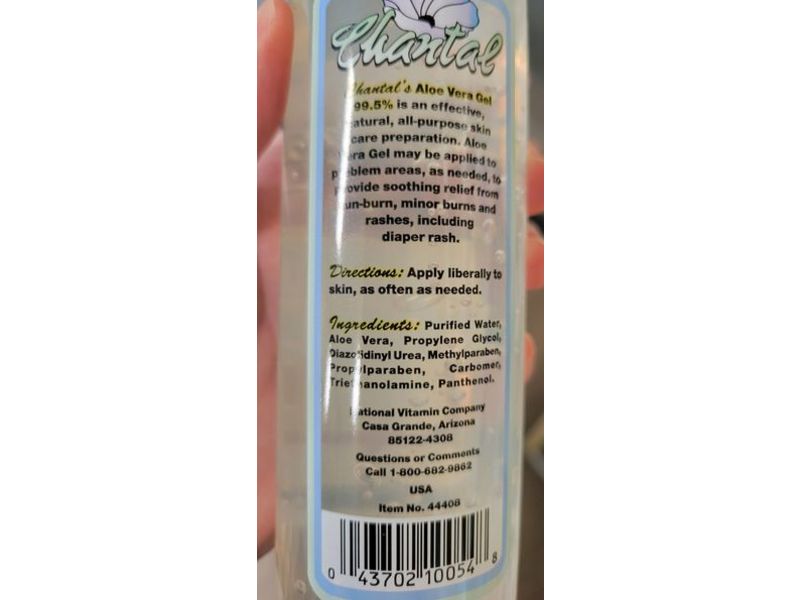 Chantal
Chantal's Aloe Vera Gel
99.5% is an effective,
natural, all-purpose skin
care preparation. Aloe
Vera Gel may be applied to
problem areas, as needed, to
provide soothing relief from
sun-burn, minor burns and
rashes, including
diaper rash.
Directions: Apply liberally to
skin, as often as needed.
Ingredients: Purified Water,
Aloe Vera, Propylene Glycol,
Diazolidinyl Urea, Methylparaben,
Propylparaben, Carbomer,
Triethanolamine, Panthenol.
National Vitamin Company
Casa Grande, Arizona
85122-4308
Questions or Comments
Call 1-800-682-9862
USA
Item No. 44408
0 43702 10054 8